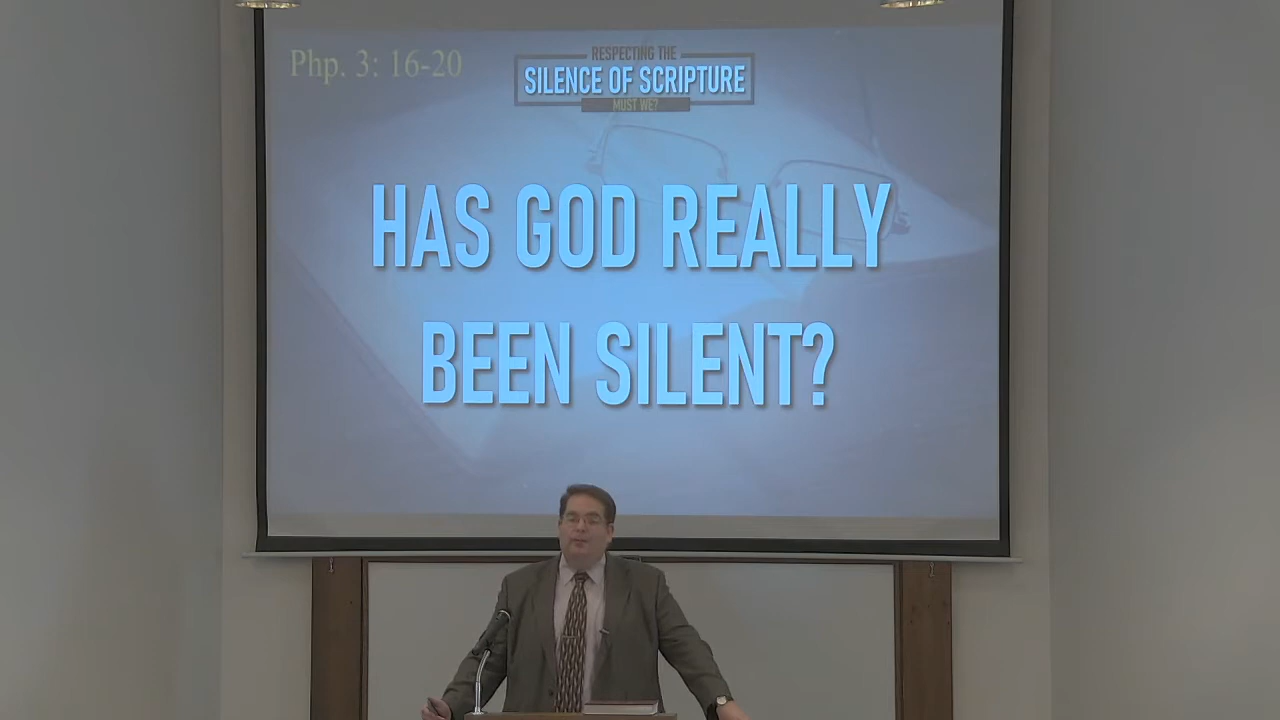 Php. 3: 16-20
RESPECTING THE
SILENCE OF SCRIPTURE
MUST WE?
HAS GOD REALLY
BEEN SILENT?